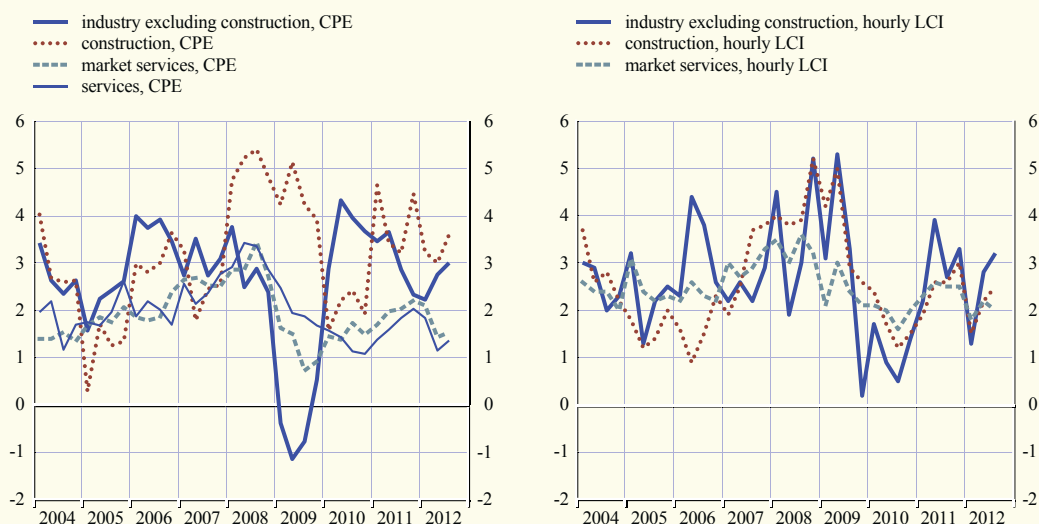 industry excluding construction, CPE
construction, CPE
market services, CPE
services, CPE
6 6
5 5
4 4
3 3
2 2
1 1
0 0
-1 -1
-2 -2
2004 2005 2006 2007 2008 2009 2010 2011 2012
industry excluding construction, hourly LCI
construction, hourly LCI
market services, hourly LCI
6 6
5 5
4 4
3 3
2 2
1 1
0 0
-1 -1
-2 -2
2004 2005 2006 2007 2008 2009 2010 2011 2012